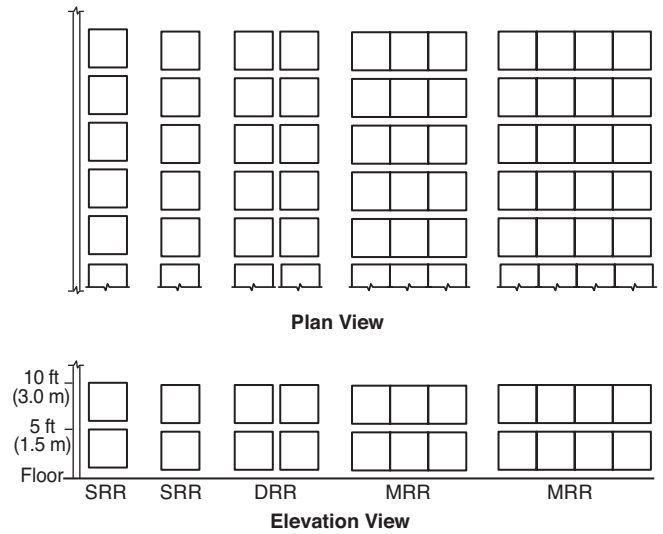 Plan View
10 ft
(3.0 m)
5 ft
(1.5 m)
Floor
SRR SRR DRR MRR MRR
Elevation View